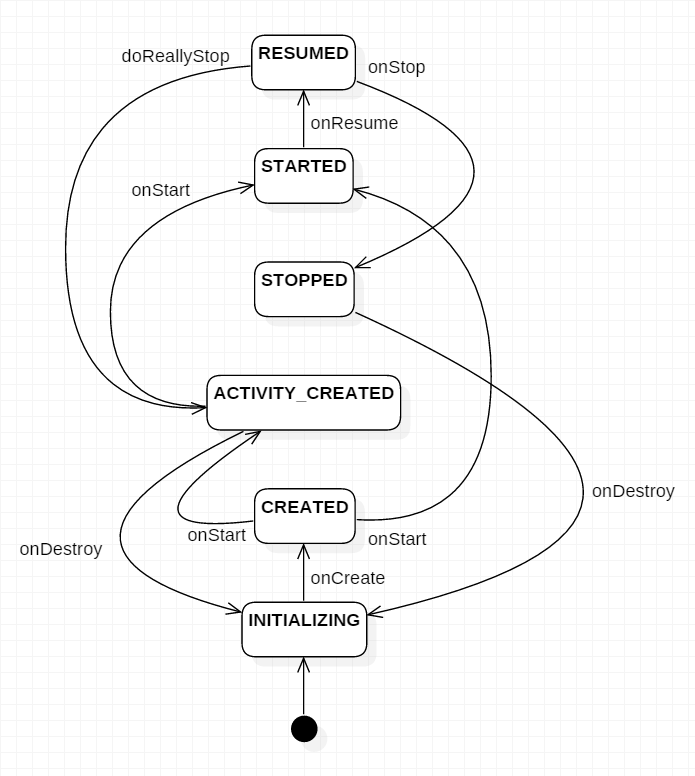 RESUMED
doReallyStop
onStop
onResume
STARTED
onStart
STOPPED
ACTIVITY_CREATED
onDestroy
CREATED
onStart
onStart
onDestroy
onCreate
INITIALIZING